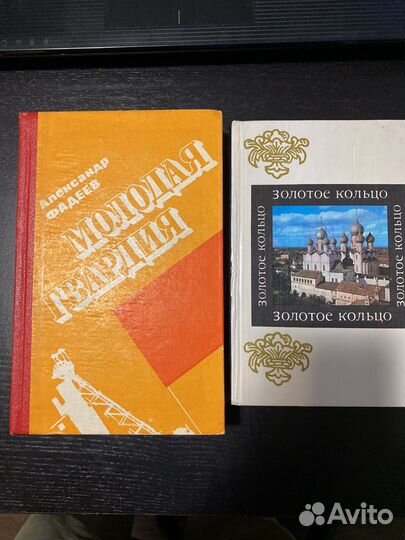 Александр
ФАДЕЕВ
МОЛОДАЯ
ГВАРДИЯ
ЗОЛОТОЕ КОЛЬЦО
ЗОЛОТОЕ КОЛЬЦО
ЗОЛОТОЕ КОЛЬЦО
ЗОЛОТОЕ КОЛЬЦО
Avito